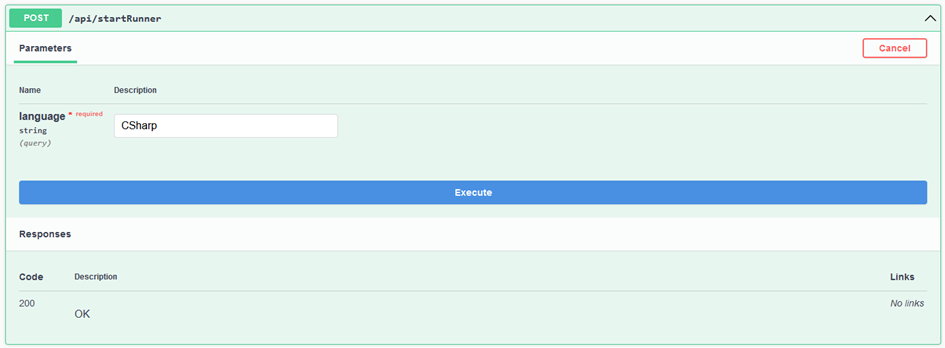 POST /api/startRunner
Parameters Cancel
Name Description
language * required
string
(query)
CSharp
Execute
Responses
Code Description Links
200 OK No links